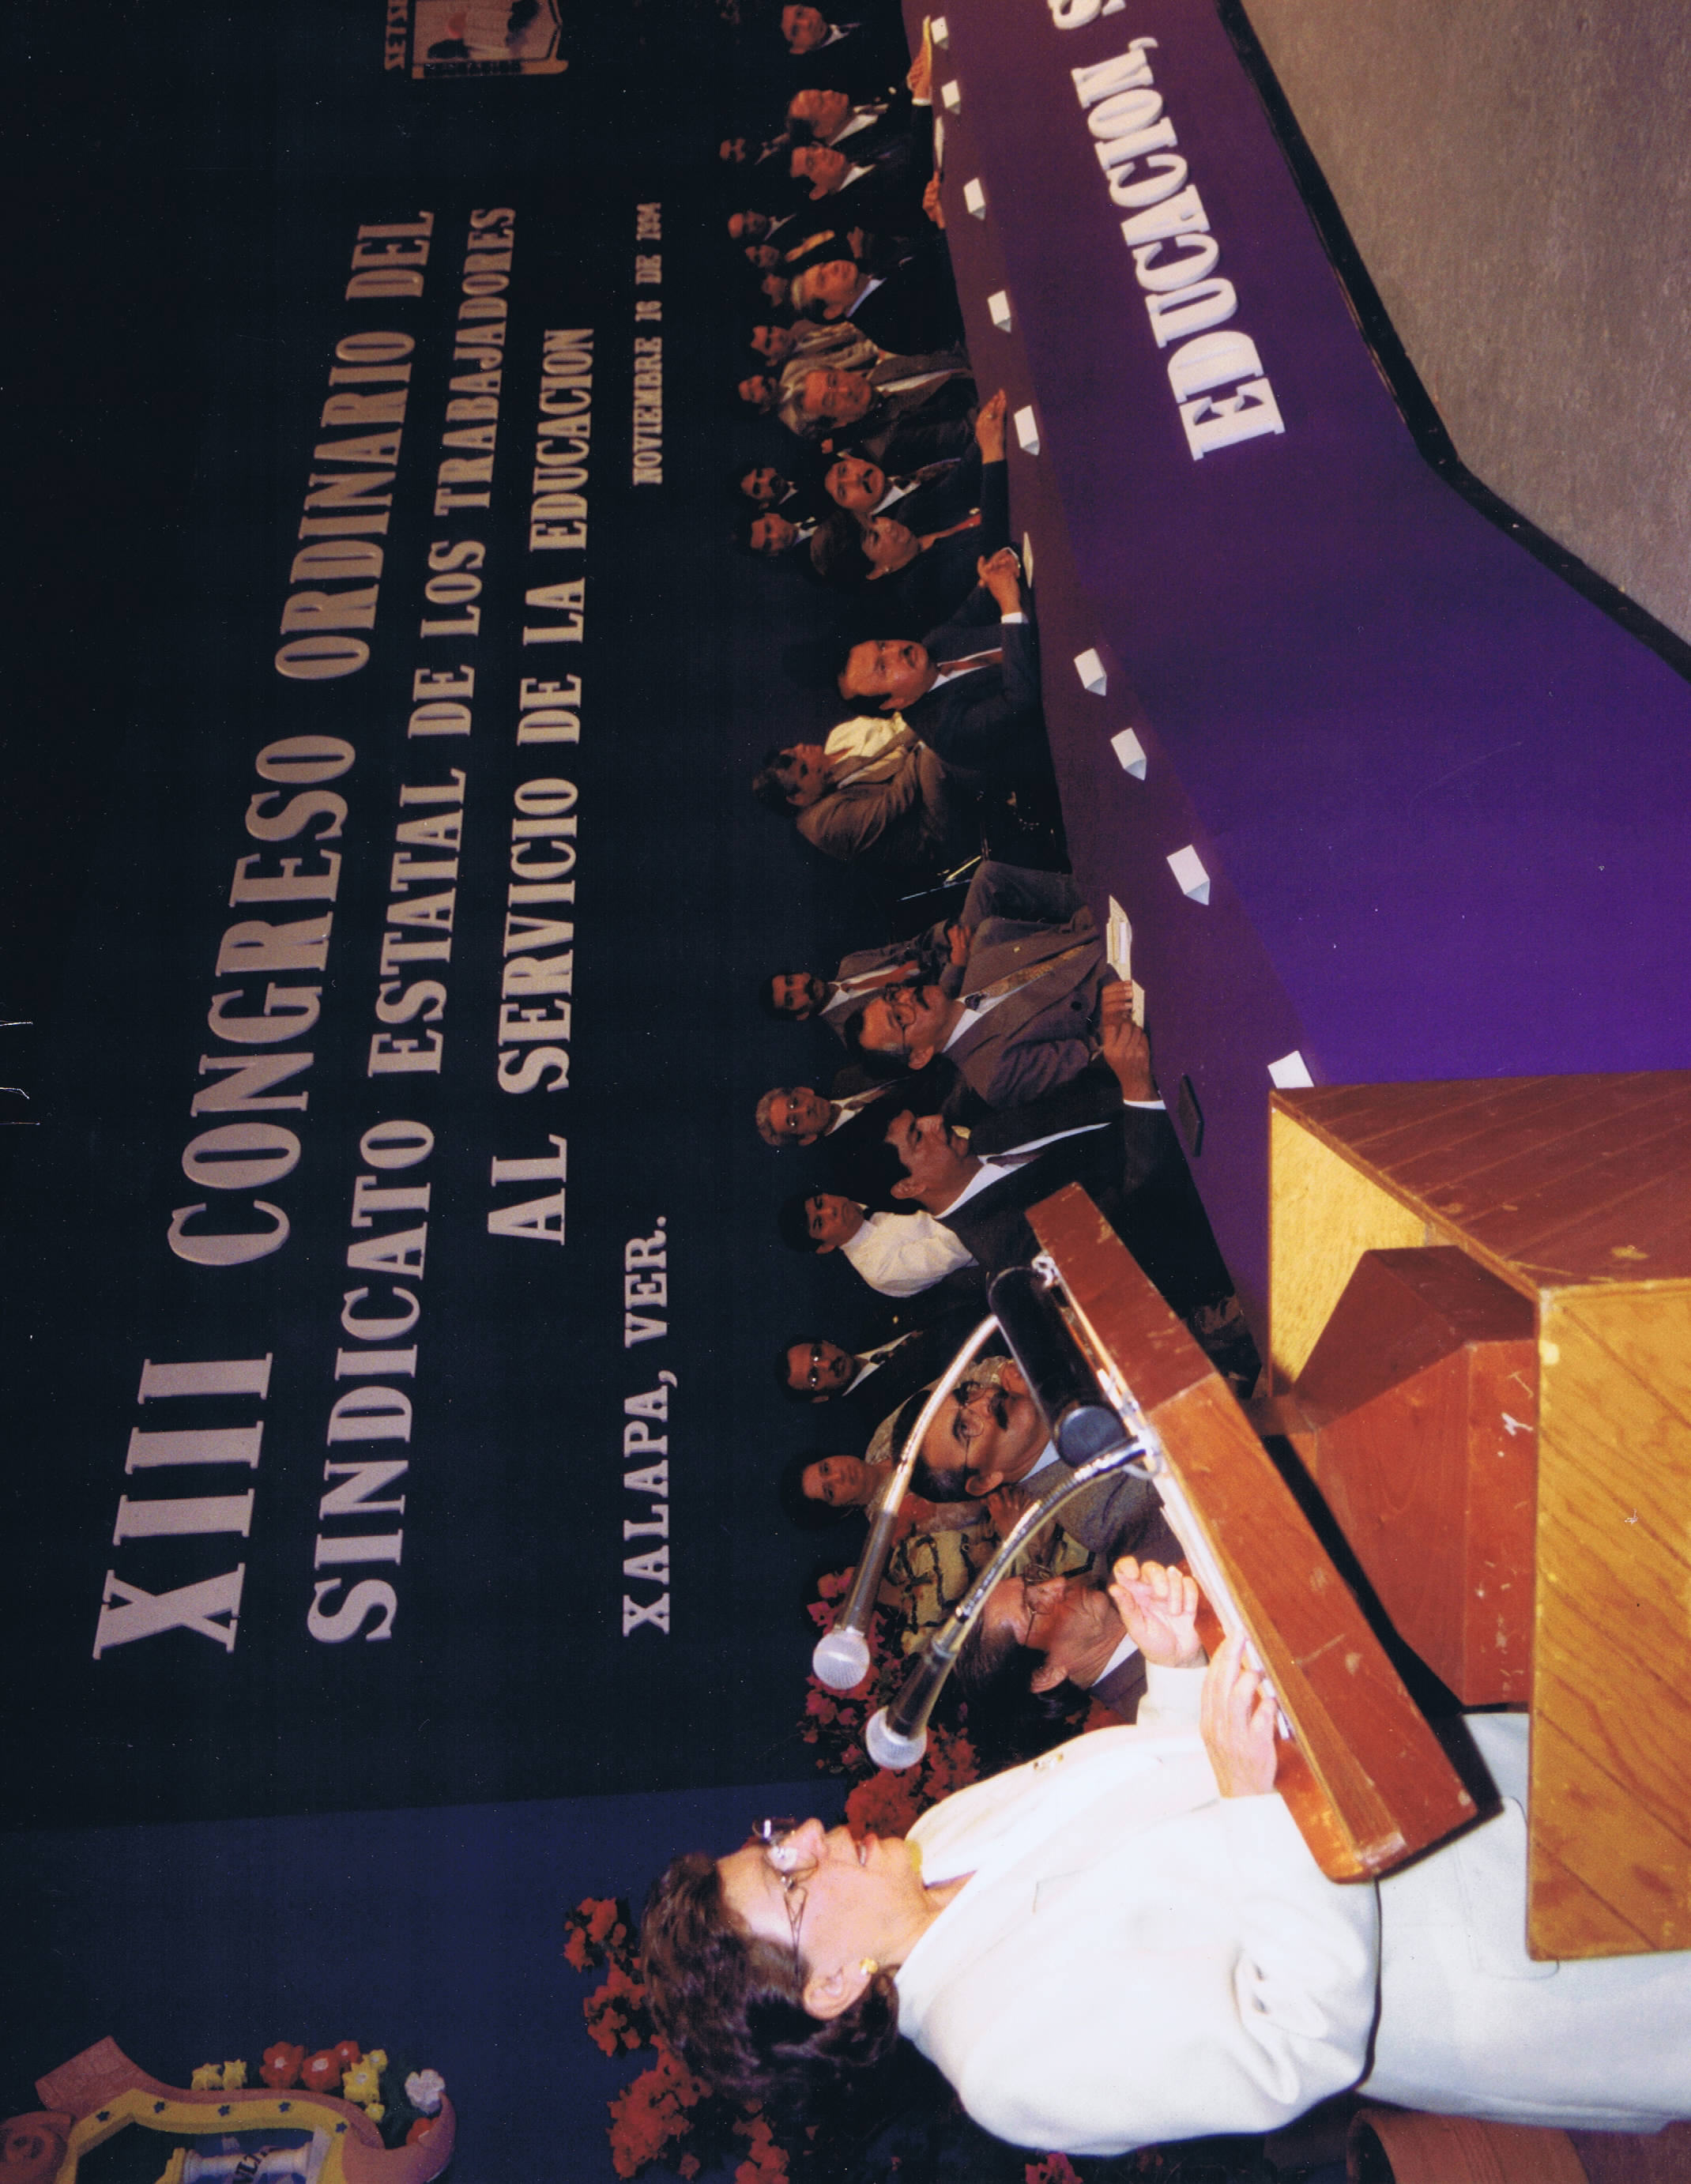 XIII CONGRESO ORDINARIO DEL
SINDICATO ESTATAL DE LOS TRABAJADORES
AL SERVICIO DE LA EDUCACION
XALAPA, VER. NOVIEMBRE 16 DE 1994
SETSE
EDUCACION, S